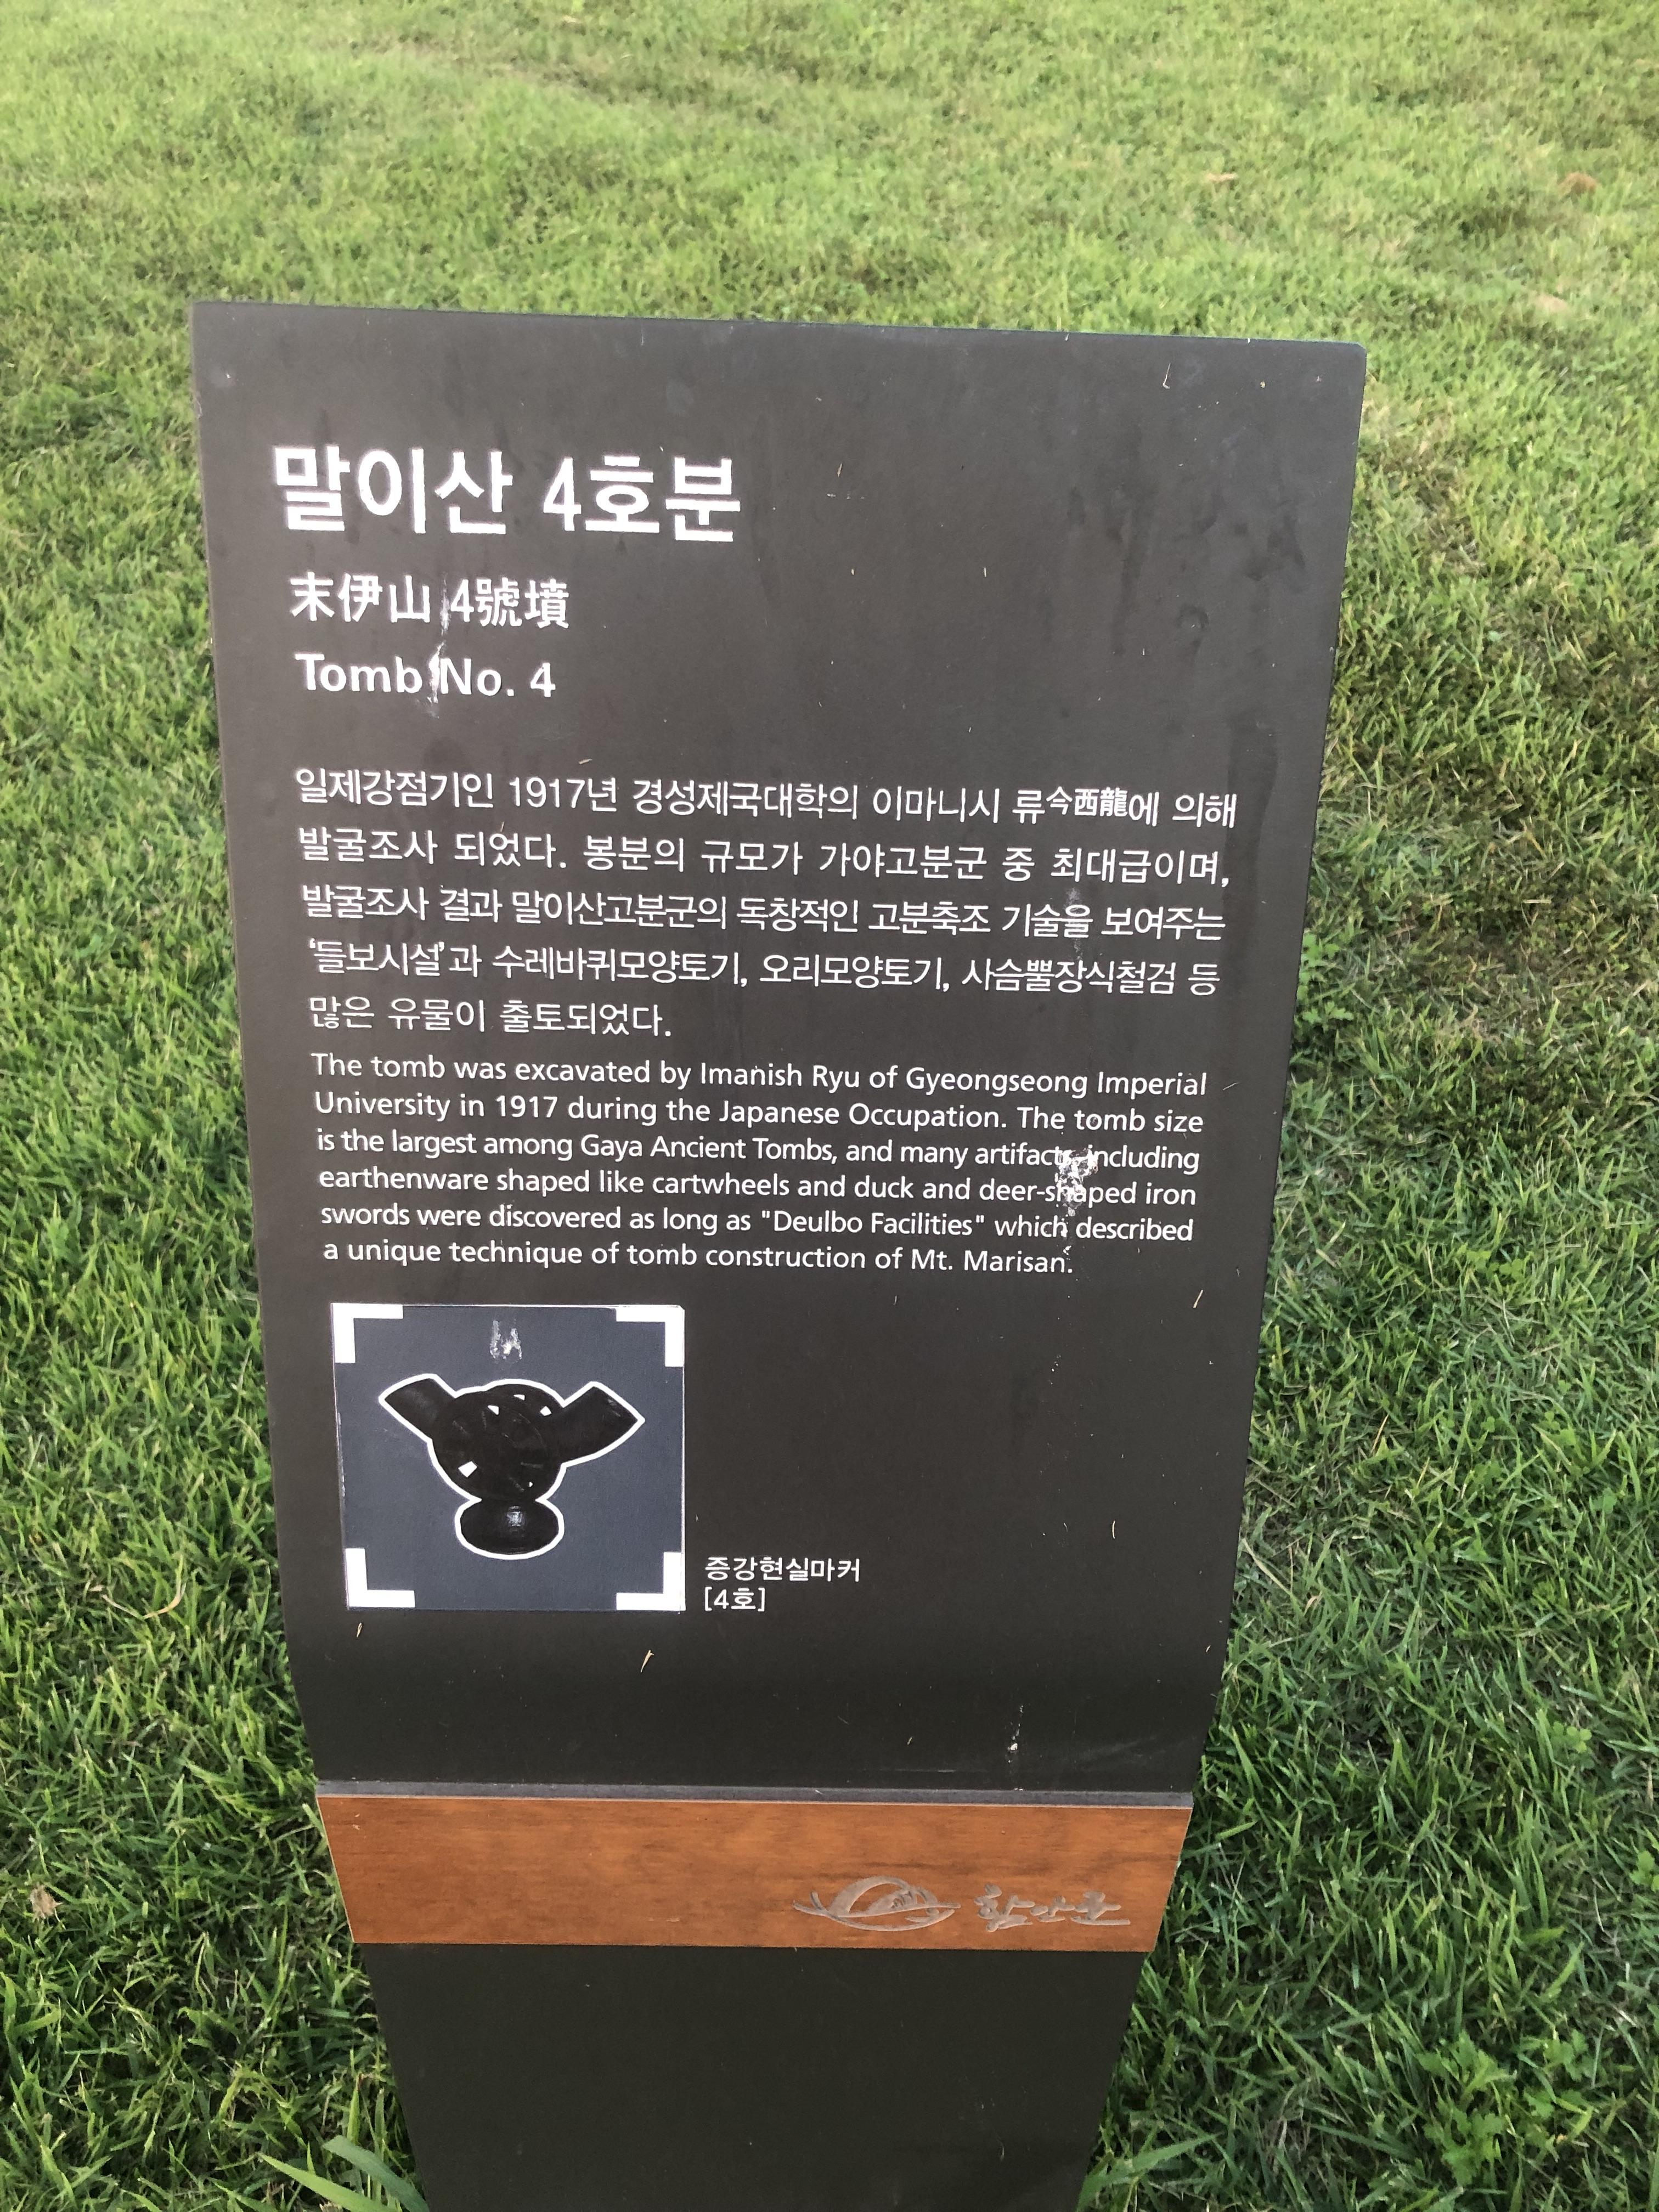 말이산 4호분
末伊山 4號墳
Tomb No. 4
일제강점기인 1917년 경성제국대학의 이마니시 류今西龍에 의해
발굴조사 되었다. 봉분의 규모가 가야고분군 중 최대급이며,
발굴조사 결과 말이산고분군의 독창적인 고분축조 기술을 보여주는
'들보시설'과 수레바퀴모양토기, 오리모양토기, 사슴뿔장식철검 등
많은 유물이 출토되었다.
The tomb was excavated by Imanish Ryu of Gyeongseong Imperial
University in 1917 during the Japanese Occupation. The tomb size
is the largest among Gaya Ancient Tombs, and many artifacts, including
earthenware shaped like cartwheels and duck and deer-shaped iron
swords were discovered as long as "Deulbo Facilities" which described
a unique technique of tomb construction of Mt. Marisan.
증강현실마커
[4호]
함안군